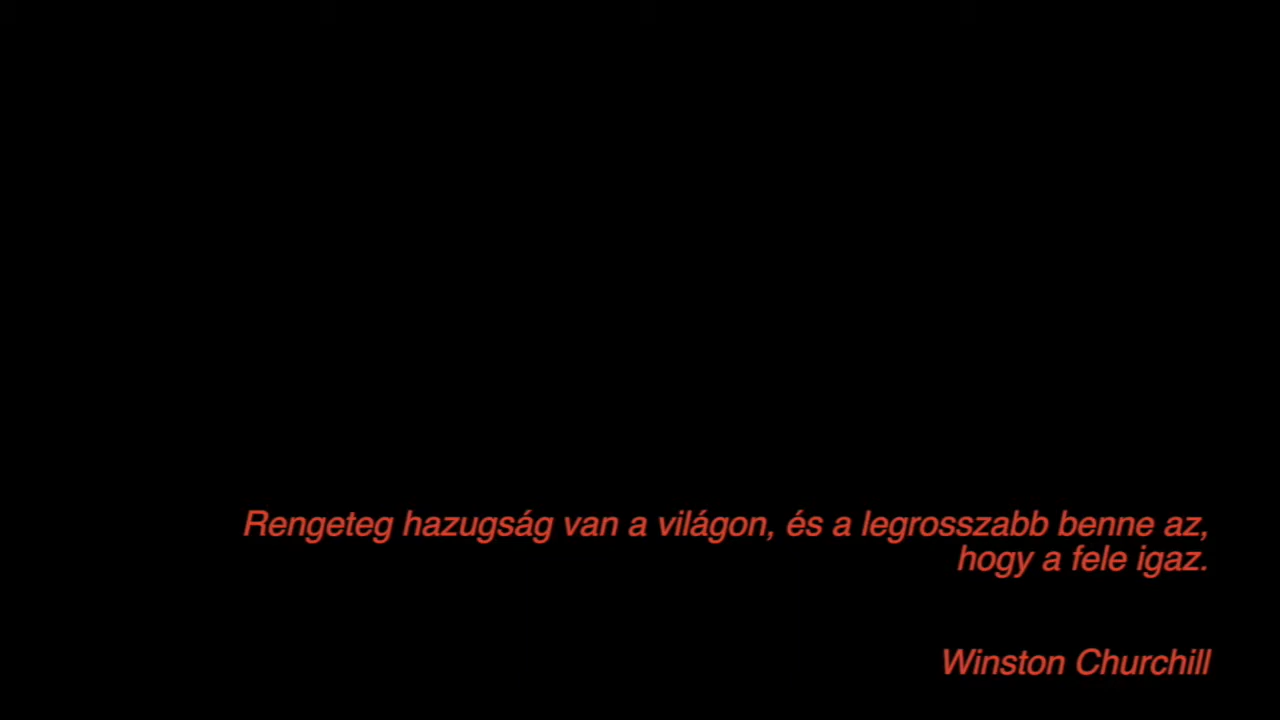 Rengeteg hazugság van a világon, és a legrosszabb benne az,
hogy a fele igaz.
Winston Churchill